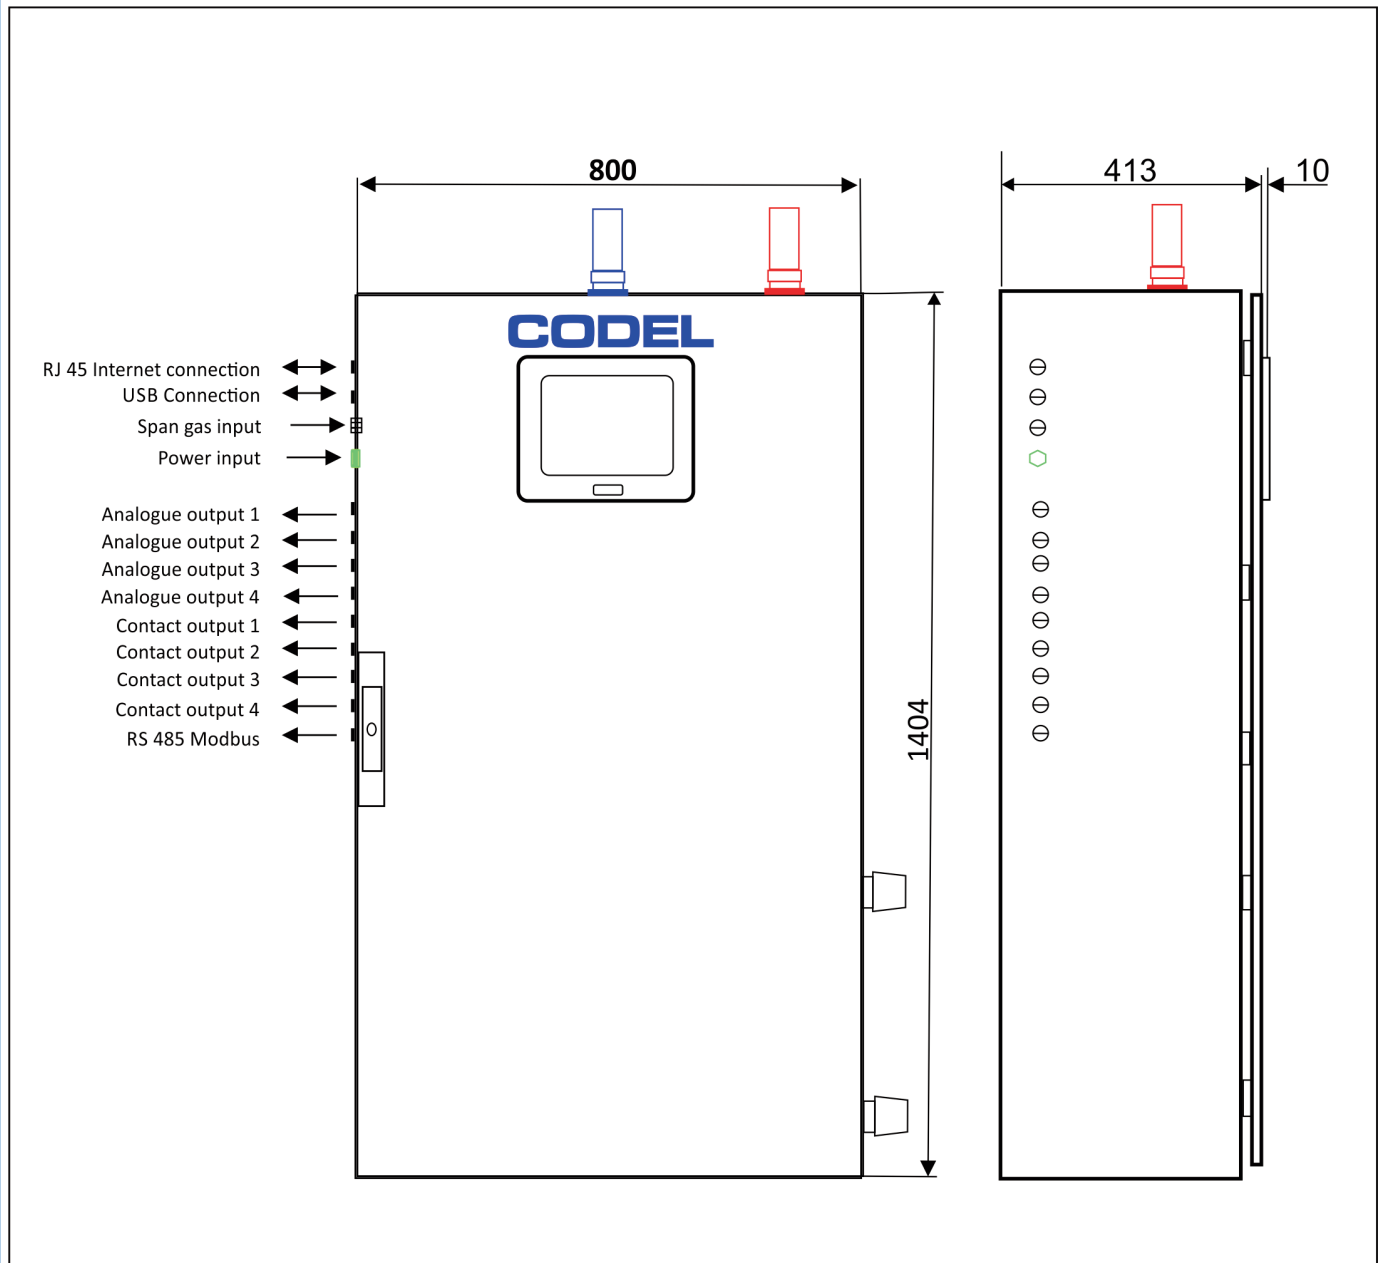 800
413
10
CODEL
RJ 45 Internet connection
USB Connection
Span gas input
Power input
Analogue output 1
Analogue output 2
Analogue output 3
Analogue output 4
Contact output 1
Contact output 2
Contact output 3
Contact output 4
RS 485 Modbus
1404